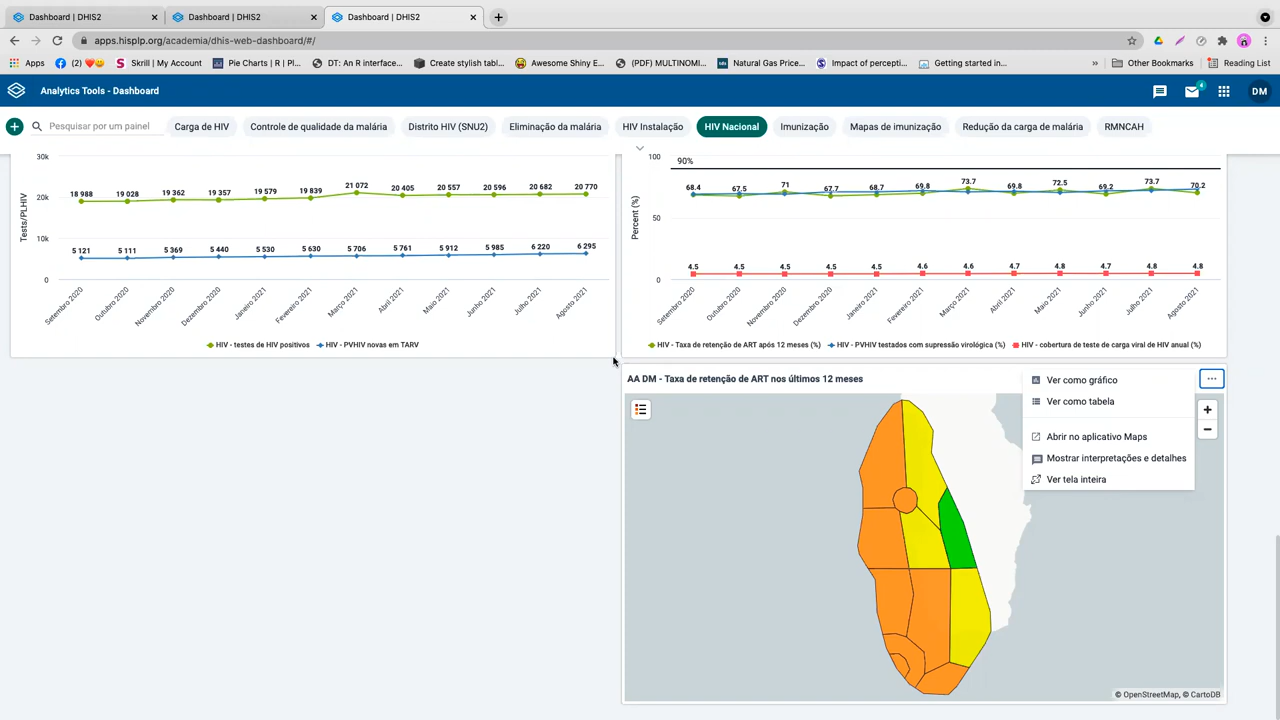 Dashboard | DHIS2
Dashboard | DHIS2
Dashboard | DHIS2
apps.hisplp.org/academia/dhis-web-dashboard/#/
Apps
(2)
Skrill | My Account
Pie Charts | R | Pl...
DT: An R interface...
Create stylish tabl...
Awesome Shiny E...
(PDF) MULTINOMI...
Natural Gas Price...
Impact of percepti...
Getting started in...
»
Other Bookmarks
Reading List
Analytics Tools - Dashboard
4
DM
Pesquisar por um painel
Carga de HIV
Controle de qualidade da malária
Distrito HIV (SNU?)
Eliminação da malária
HIV Instalação
HIV Nacional
Imunização
Mapas de imunização
Redução da carga de malária
RMNCAH
30k
20k
10k
0
Tests/PLHIV
18 988 19 028 19 362 19 357 19 579 19 839 21 072 20 405 20 557 20 596 20 682 20 770
5 121 5 111 5 369 5 440 5 530 5 630 5 706 5 761 5 912 5 985 6 220 6 295
Setembro 2020 Outubro 2020 Novembro 2020 Dezembro 2020 Janeiro 2021 Fevereiro 2021 Março 2021 Abril 2021 Maio 2021 Junho 2021 Julho 2021 Agosto 2021
HIV - testes de HIV positivos HIV - PVHIV novas em TARV
100
50
0
Percent (%)
90%
68.4 67.5 71 67.7 68.7 69.8 73.7 69.8 72.5 69.2 73.7 70.2
4.5 4.5 4.5 4.5 4.5 4.6 4.6 4.7 4.8 4.7 4.8 4.8
Setembro 2020 Outubro 2020 Novembro 2020 Dezembro 2020 Janeiro 2021 Fevereiro 2021 Março 2021 Abril 2021 Maio 2021 Junho 2021 Julho 2021 Agosto 2021
HIV - Taxa de retenção de ART após 12 meses (%) HIV - PVHIV testados com supressão virológica (%) HIV - cobertura de teste de carga viral de HIV anual (%)
AA DM - Taxa de retenção de ART nos últimos 12 meses
Ver como gráfico
Ver como tabela
Abrir no aplicativo Maps
Mostrar interpretações e detalhes
Ver tela inteira
© OpenStreetMap, © CartoDB